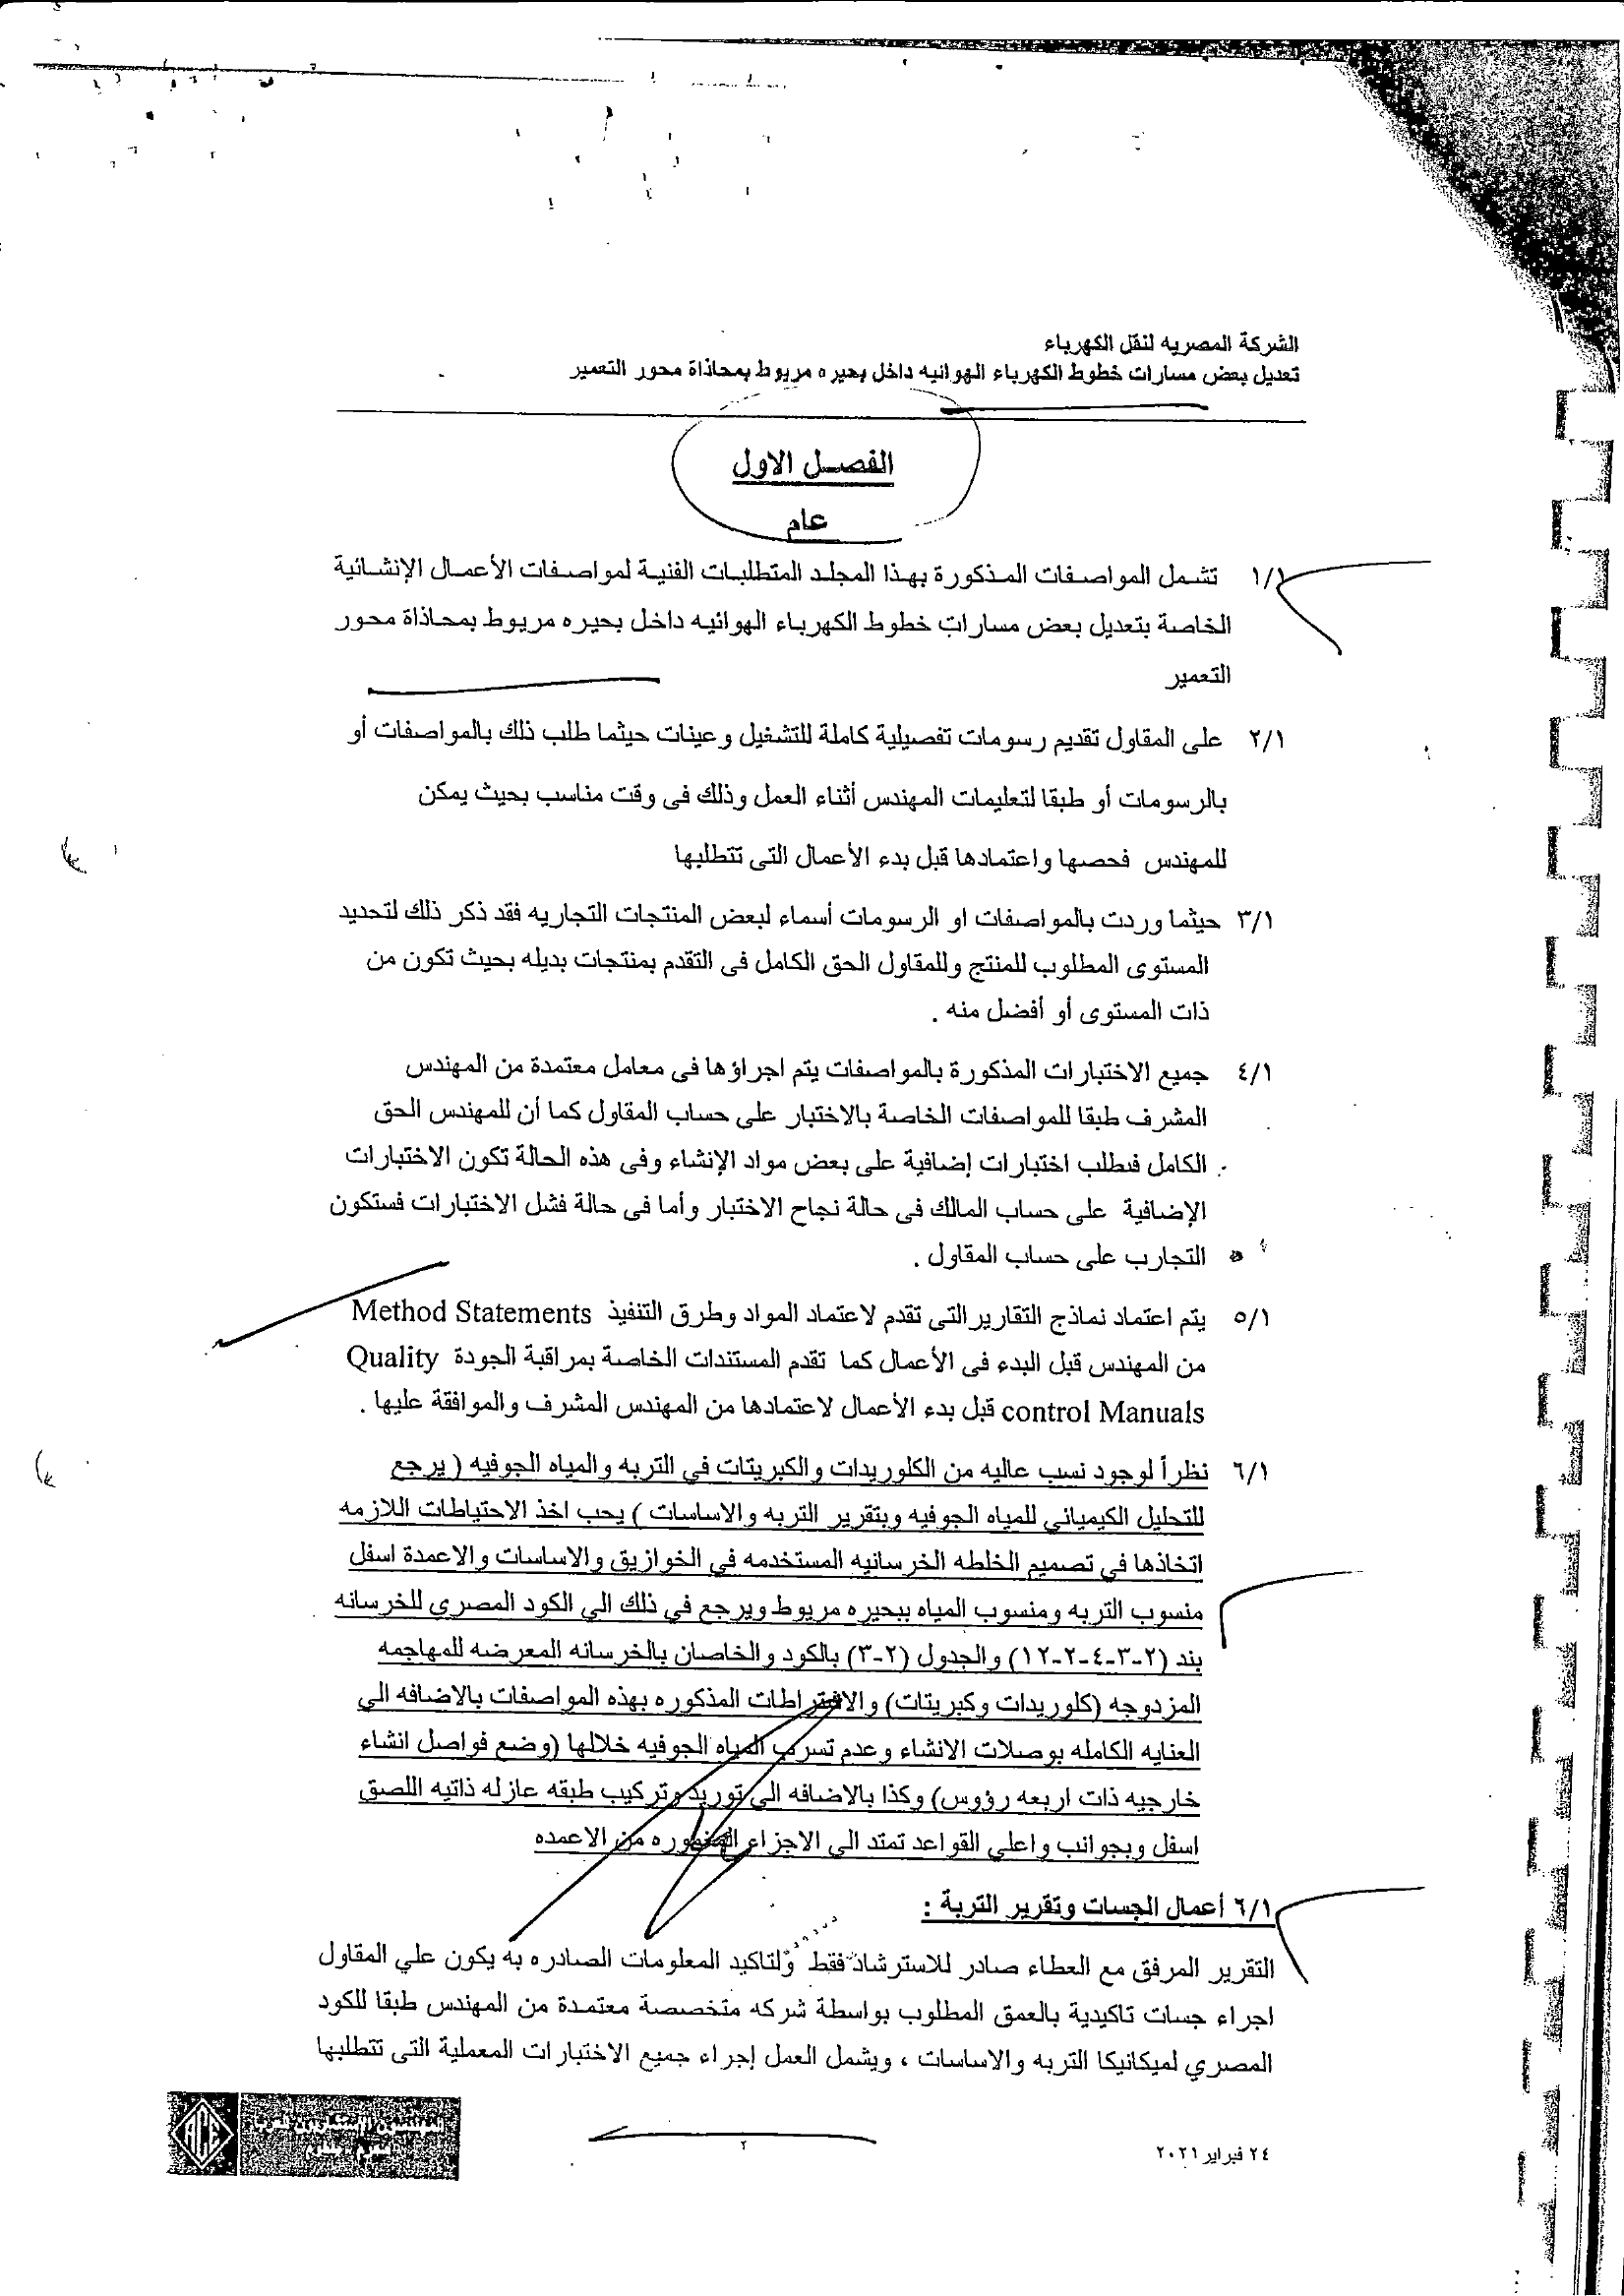 الشركة المصريه لنقل الكهرباء
تعديل بعض مسارات خطوط الكهرباء الهوائيه داخل بحيره مريوط بمحاذاة محور التعمير
الفصل الاول
عام
١/١ تشمل المواصفات المذكورة بهذا المجلد المتطلبات الفنية لمواصفات الأعمال الإنشائية
الخاصة بتعديل بعض مسارات خطوط الكهرباء الهوائيه داخل بحيره مريوط بمحاذاة محور
التعمير
٢/١ على المقاول تقديم رسومات تفصيلية كاملة للتشغيل وعينات حيثما طلب ذلك بالمواصفات أو
بالرسومات أو طبقا لتعليمات المهندس أثناء العمل وذلك فى وقت مناسب بحيث يمكن
للمهندس فحصها واعتمادها قبل بدء الأعمال التى تتطلبها
٣/١ حيثما وردت بالمواصفات او الرسومات أسماء لبعض المنتجات التجاريه فقد ذكر ذلك لتحديد
المستوى المطلوب للمنتج وللمقاول الحق الكامل فى التقدم بمنتجات بديله بحيث تكون من
ذات المستوى أو أفضل منه .
٤/١ جميع الاختبارات المذكورة بالمواصفات يتم اجراؤها فى معامل معتمدة من المهندس
المشرف طبقا للمواصفات الخاصة بالاختبار على حساب المقاول كما أن للمهندس الحق
الكامل فىطلب اختبارات إضافية على بعض مواد الإنشاء وفى هذه الحالة تكون الاختبارات
الإضافية على حساب المالك فى حالة نجاح الاختبار وأما فى حالة فشل الاختبارات فستكون
التجارب على حساب المقاول .
٥/١ يتم اعتماد نماذج التقارير التى تقدم لاعتماد المواد وطرق التنفيذ Method Statements
من المهندس قبل البدء فى الأعمال كما تقدم المستندات الخاصة بمراقبة الجودة Quality
control Manuals قبل بدء الأعمال لاعتمادها من المهندس المشرف والموافقة عليها .
٦/١ نظراً لوجود نسب عاليه من الكلوريدات والكبريتات في التربه والمياه الجوفيه ( يرجع
للتحليل الكيميائي للمياه الجوفيه وبتقرير التربه والاساسات ) يحب اخذ الاحتياطات اللازمه
اتخاذها في تصميم الخلطه الخرسانيه المستخدمه في الخوازيق والاساسات والاعمدة اسفل
منسوب التربه ومنسوب المياه ببحيره مريوط ويرجع في ذلك الي الكود المصري للخرسانه
بند (٢-٣-٤-٢-١٢) والجدول (٢-٣) بالكود والخاصان بالخرسانه المعرضه للمهاجمه
المزدوجه (كلوريدات وكبريتات) والاشتراطات المذكوره بهذه المواصفات بالاضافه الي
العنايه الكامله بوصلات الانشاء وعدم تسرب المياه الجوفيه خلالها (وضع فواصل انشاء
خارجيه ذات اربعه رؤوس) وكذا بالاضافه الى توريد وتركيب طبقه عازله ذاتيه اللصق
اسفل وبجوانب واعلي القواعد تمتد الى الاجزاء المغموره من الاعمده
٦/١ أعمال الجسات وتقرير التربة :
التقرير المرفق مع العطاء صادر للاسترشاد فقط ولتاكيد المعلومات الصادره به يكون علي المقاول
اجراء جسات تاكيدية بالعمق المطلوب بواسطة شركه متخصصة معتمدة من المهندس طبقا للكود
المصري لميكانيكا التربه والاساسات ، ويشمل العمل إجراء جميع الاختبارات المعملية التى تتطلبها
٢٤ فبراير ٢٠٢١
٢
ACE